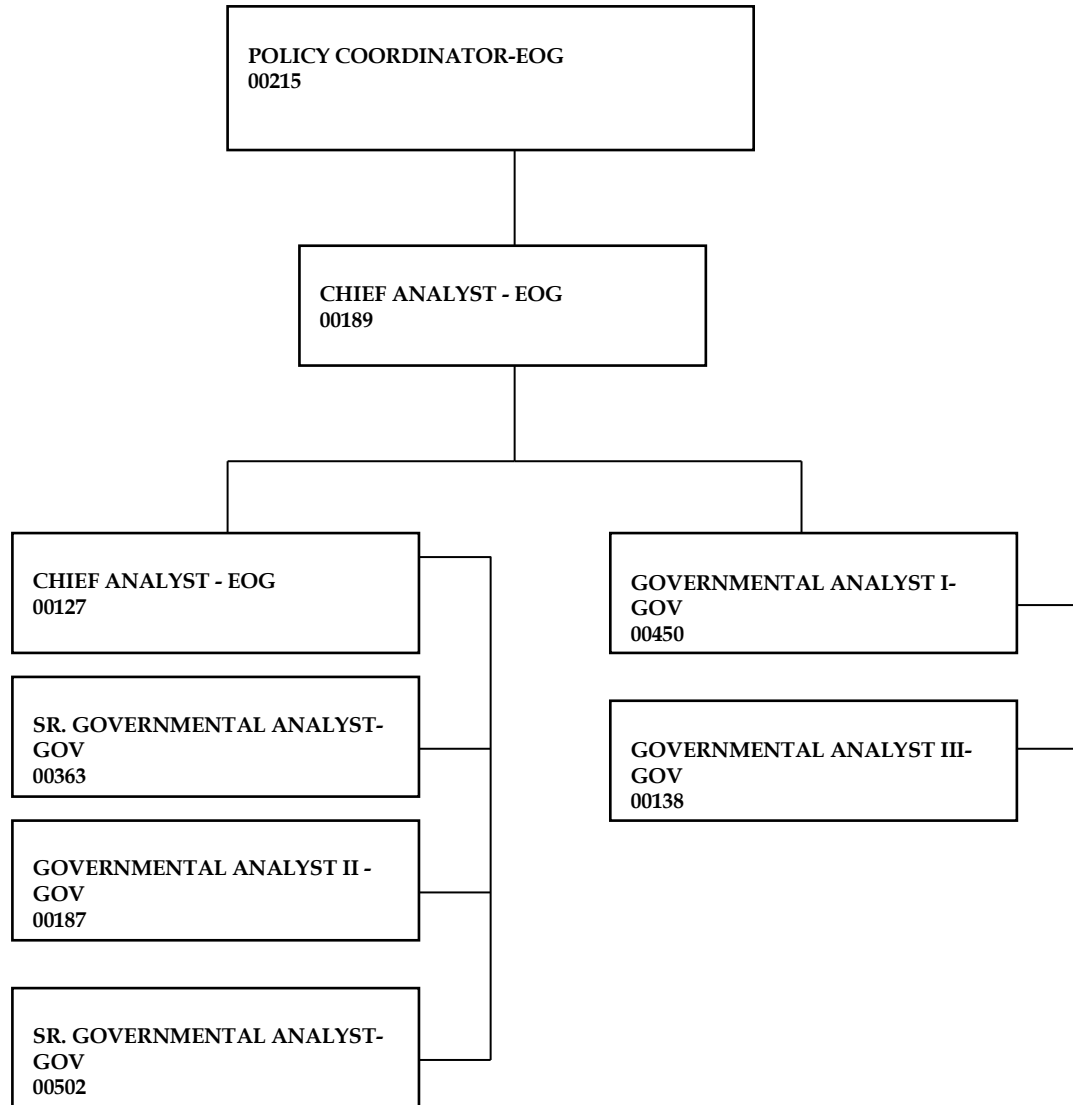 POLICY COORDINATOR-EOG
00215
CHIEF ANALYST - EOG
00189
CHIEF ANALYST - EOG
00127
SR. GOVERNMENTAL ANALYST-
GOV
00363
GOVERNMENTAL ANALYST II -
GOV
00187
SR. GOVERNMENTAL ANALYST-
GOV
00502
GOVERNMENTAL ANALYST I-
GOV
00450
GOVERNMENTAL ANALYST III-
GOV
00138